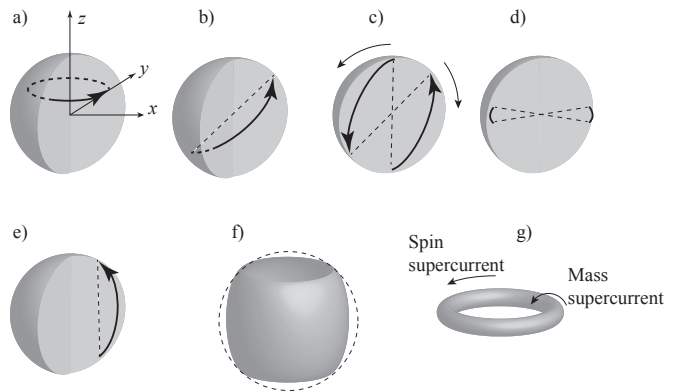 a)
z
y
x
b)
c)
d)
e)
f)
g)
Spin
supercurrent
Mass
supercurrent